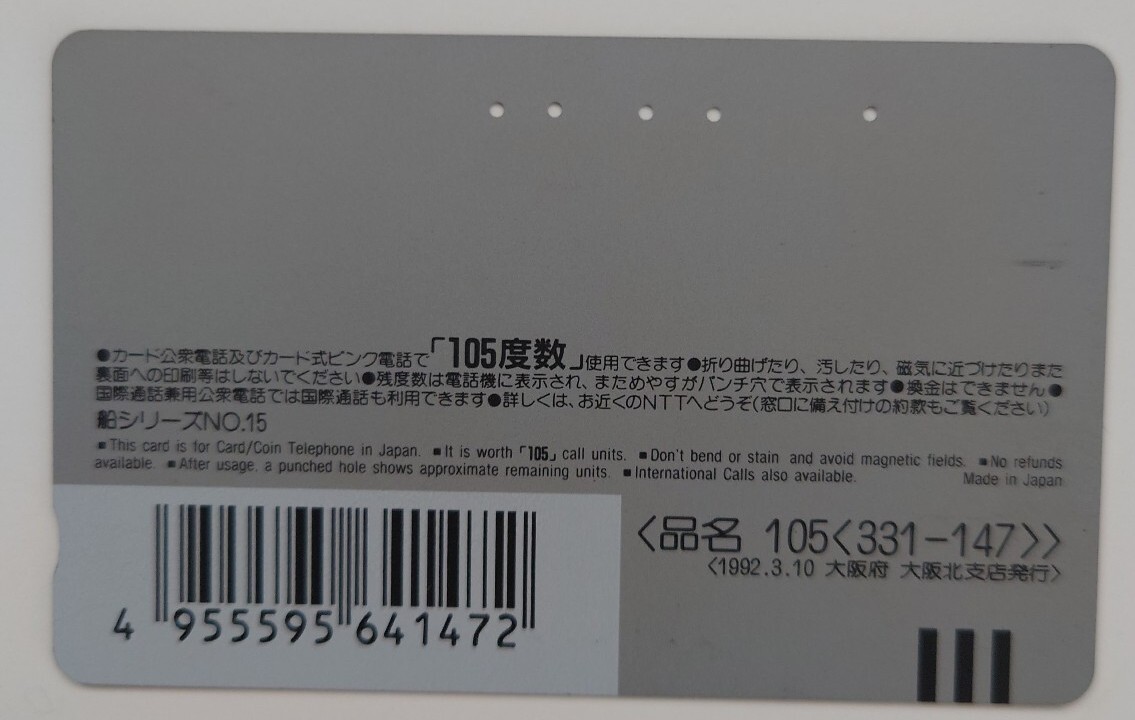 ●カード公衆電話及びカード式ピンク電話で「105度数」使用できます●折り曲げたり、汚したり、磁気に近づけたりまた
裏面への印刷等はしないでください●残度数は電話機に表示され、まためやすがパンチ穴で表示されます●換金はできません●
国際通話兼用公衆電話では国際通話も利用できます●詳しくは、お近くのNTTへどうぞ(窓口に備え付けの約款もご覧ください)
船シリーズNO.15
■This card is for Card/Coin Telephone in Japan. ■It is worth「105」call units. ■Don't bend or stain and avoid magnetic fields. ■No refunds
available. ■After usage, a punched hole shows approximate remaining units. ■International Calls also available. Made in Japan
〈品名 105〈331-147〉〉
〈1992.3.10 大阪府 大阪北支店発行〉
4 955595 641472